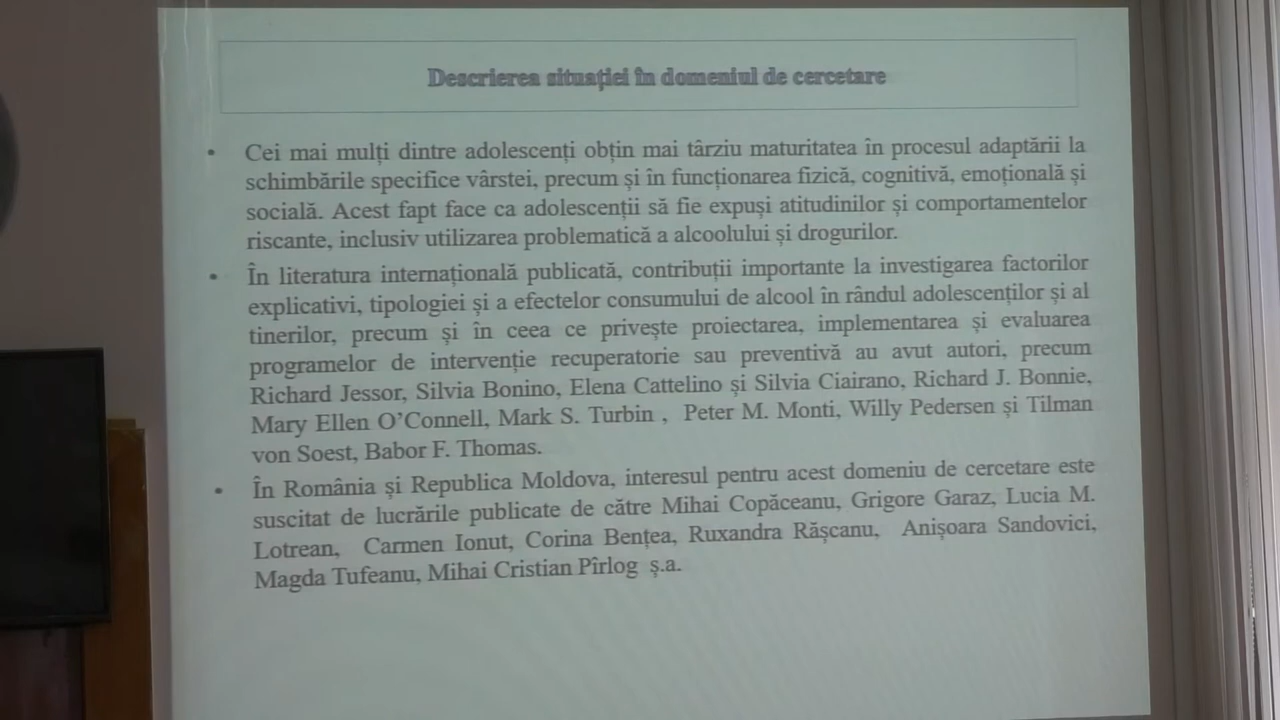 Descrierea situației în domeniul de cercetare
• Cei mai mulți dintre adolescenți obțin mai târziu maturitatea în procesul adaptării la
schimbările specifice vârstei, precum și în funcționarea fizică, cognitivă, emoțională și
socială. Acest fapt face ca adolescenții să fie expuși atitudinilor și comportamentelor
riscante, inclusiv utilizarea problematică a alcoolului și drogurilor.
• În literatura internațională publicată, contribuții importante la investigarea factorilor
explicativi, tipologiei și a efectelor consumului de alcool în rândul adolescenților și al
tinerilor, precum și în ceea ce privește proiectarea, implementarea și evaluarea
programelor de intervenție recuperatorie sau preventivă au avut autori, precum
Richard Jessor, Silvia Bonino, Elena Cattelino și Silvia Ciairano, Richard J. Bonnie,
Mary Ellen O’Connell, Mark S. Turbin , Peter M. Monti, Willy Pedersen și Tilman
von Soest, Babor F. Thomas.
• În România și Republica Moldova, interesul pentru acest domeniu de cercetare este
suscitat de lucrările publicate de către Mihai Copăceanu, Grigore Garaz, Lucia M.
Lotrean, Carmen Ionut, Corina Bențea, Ruxandra Rășcanu, Anișoara Sandovici,
Magda Tufeanu, Mihai Cristian Pîrlog ș.a.